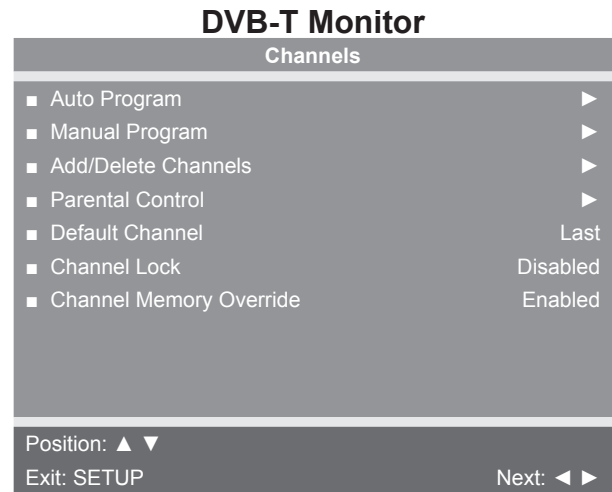 DVB-T Monitor
Channels
■ Auto Program ►
■ Manual Program ►
■ Add/Delete Channels ►
■ Parental Control ►
■ Default Channel Last
■ Channel Lock Disabled
■ Channel Memory Override Enabled
Position: ▲ ▼
Exit: SETUP Next: ◄ ►